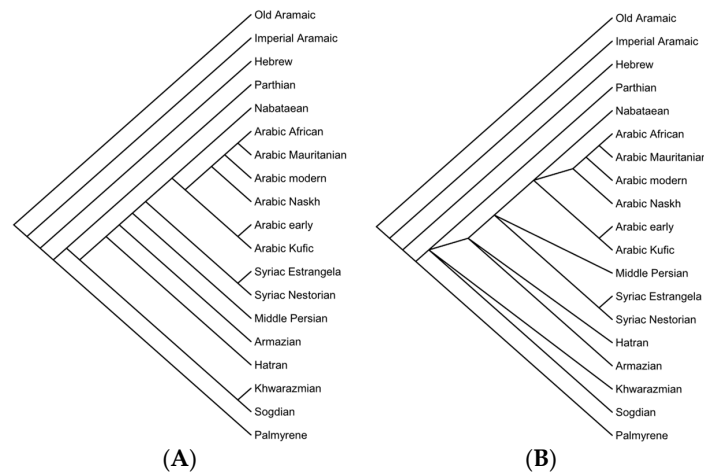 Old Aramaic
Imperial Aramaic
Hebrew
Parthian
Nabataean
Arabic African
Arabic Mauritanian
Arabic modern
Arabic Naskh
Arabic early
Arabic Kufic
Syriac Estrangela
Syriac Nestorian
Middle Persian
Armazian
Hatran
Khwarazmian
Sogdian
Palmyrene
(A)
Old Aramaic
Imperial Aramaic
Hebrew
Parthian
Nabataean
Arabic African
Arabic Mauritanian
Arabic modern
Arabic Naskh
Arabic early
Arabic Kufic
Middle Persian
Syriac Estrangela
Syriac Nestorian
Hatran
Armazian
Khwarazmian
Sogdian
Palmyrene
(B)